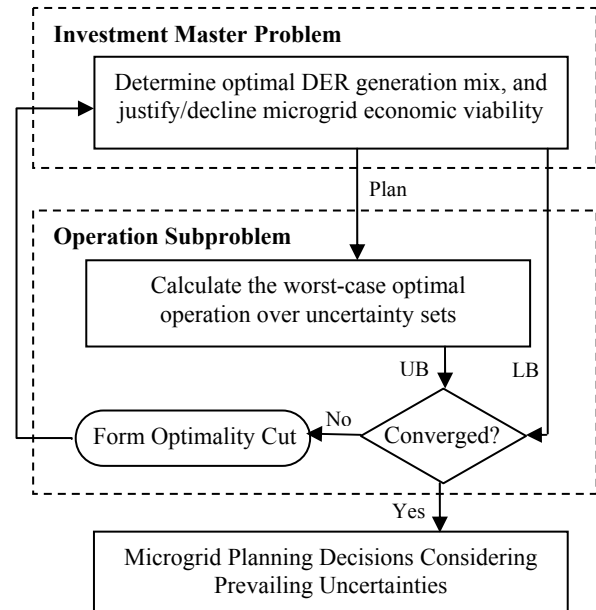 Investment Master Problem
Determine optimal DER generation mix, and
justify/decline microgrid economic viability
Plan
Operation Subproblem
Calculate the worst-case optimal
operation over uncertainty sets
UB
LB
No
Form Optimality Cut
Converged?
Yes
Microgrid Planning Decisions Considering
Prevailing Uncertainties